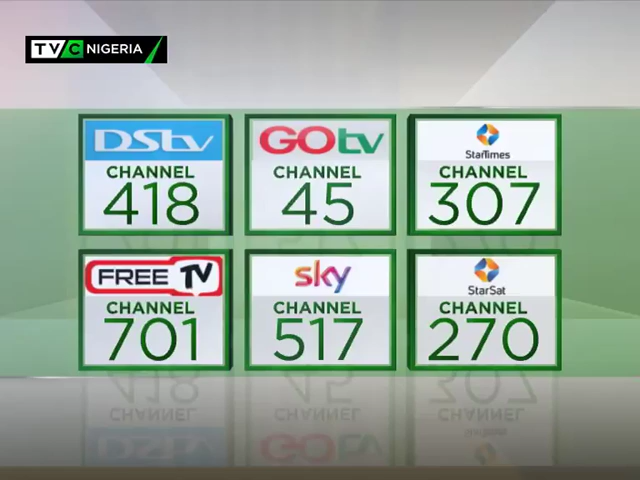 TVC NIGERIA
DStv
CHANNEL
418
GOtv
CHANNEL
45
StarTimes
CHANNEL
307
FREE TV
CHANNEL
701
sky
CHANNEL
517
StarSat
CHANNEL
270